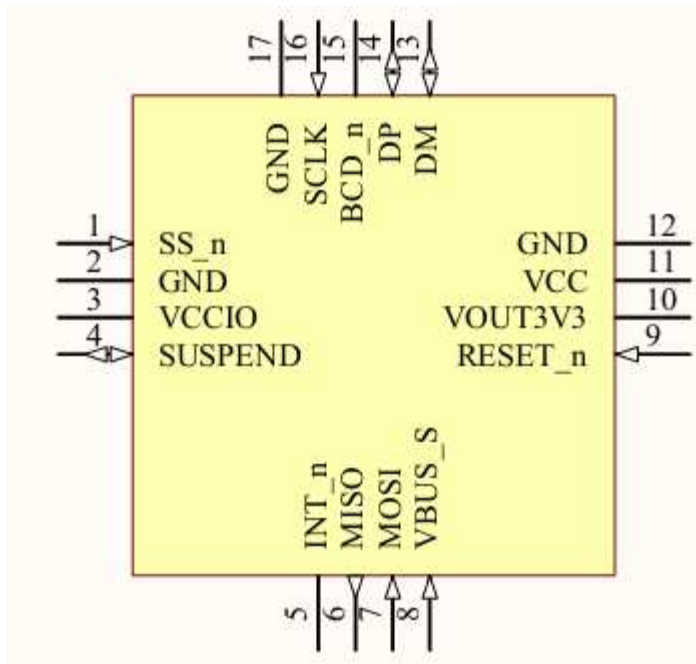 17 16 15 14 13
GND SCLK BCD_n DP DM
1 SS_n
2 GND
3 VCCIO
4 SUSPEND
GND 12
VCC 11
VOUT3V3 10
RESET_n 9
INT_n MISO MOSI VBUS_S
5 6 7 8